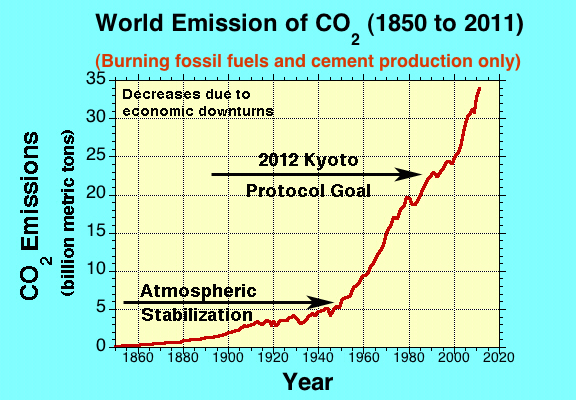 World Emission of CO2 (1850 to 2011)
(Burning fossil fuels and cement production only)
Decreases due to
economic downturns
2012 Kyoto
Protocol Goal
Atmospheric
Stabilization
CO2 Emissions
(billion metric tons)
35
30
25
20
15
10
5
0
1860 1880 1900 1920 1940 1960 1980 2000 2020
Year